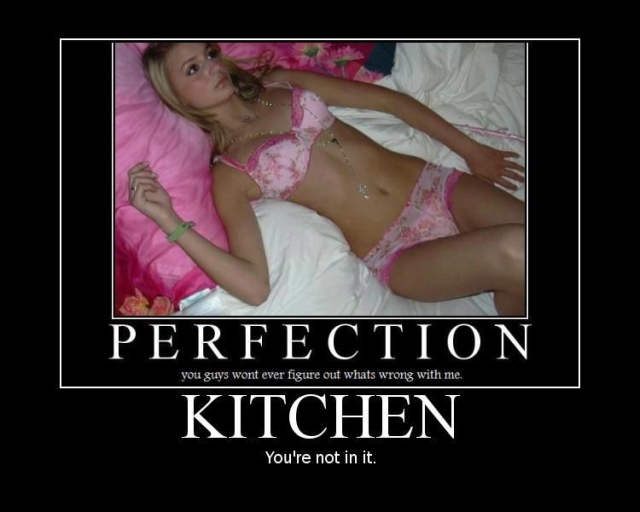 PERFECTION
you guys wont ever figure out whats wrong with me.
KITCHEN
You're not in it.